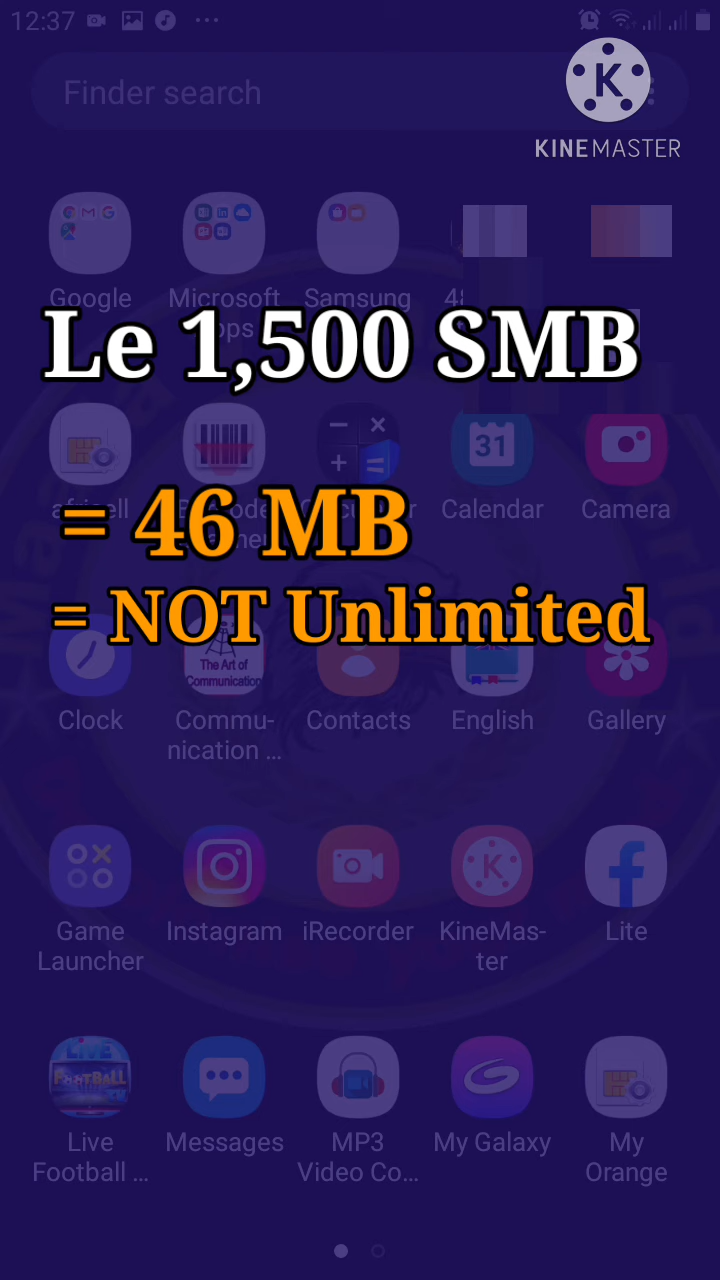 12:37
Finder search
K
KINEMASTER
Google
Microsoft
Samsung
Le 1,500 SMB
31
Calendar
Camera
= 46 MB
= NOT Unlimited
The Art of
Communication
Clock
Commu-
nication ...
Contacts
English
Gallery
Game
Launcher
Instagram
iRecorder
KineMas-
ter
Lite
LIVE
FOOTBALL
Live
Football ...
Messages
MP3
Video Co...
My Galaxy
My
Orange